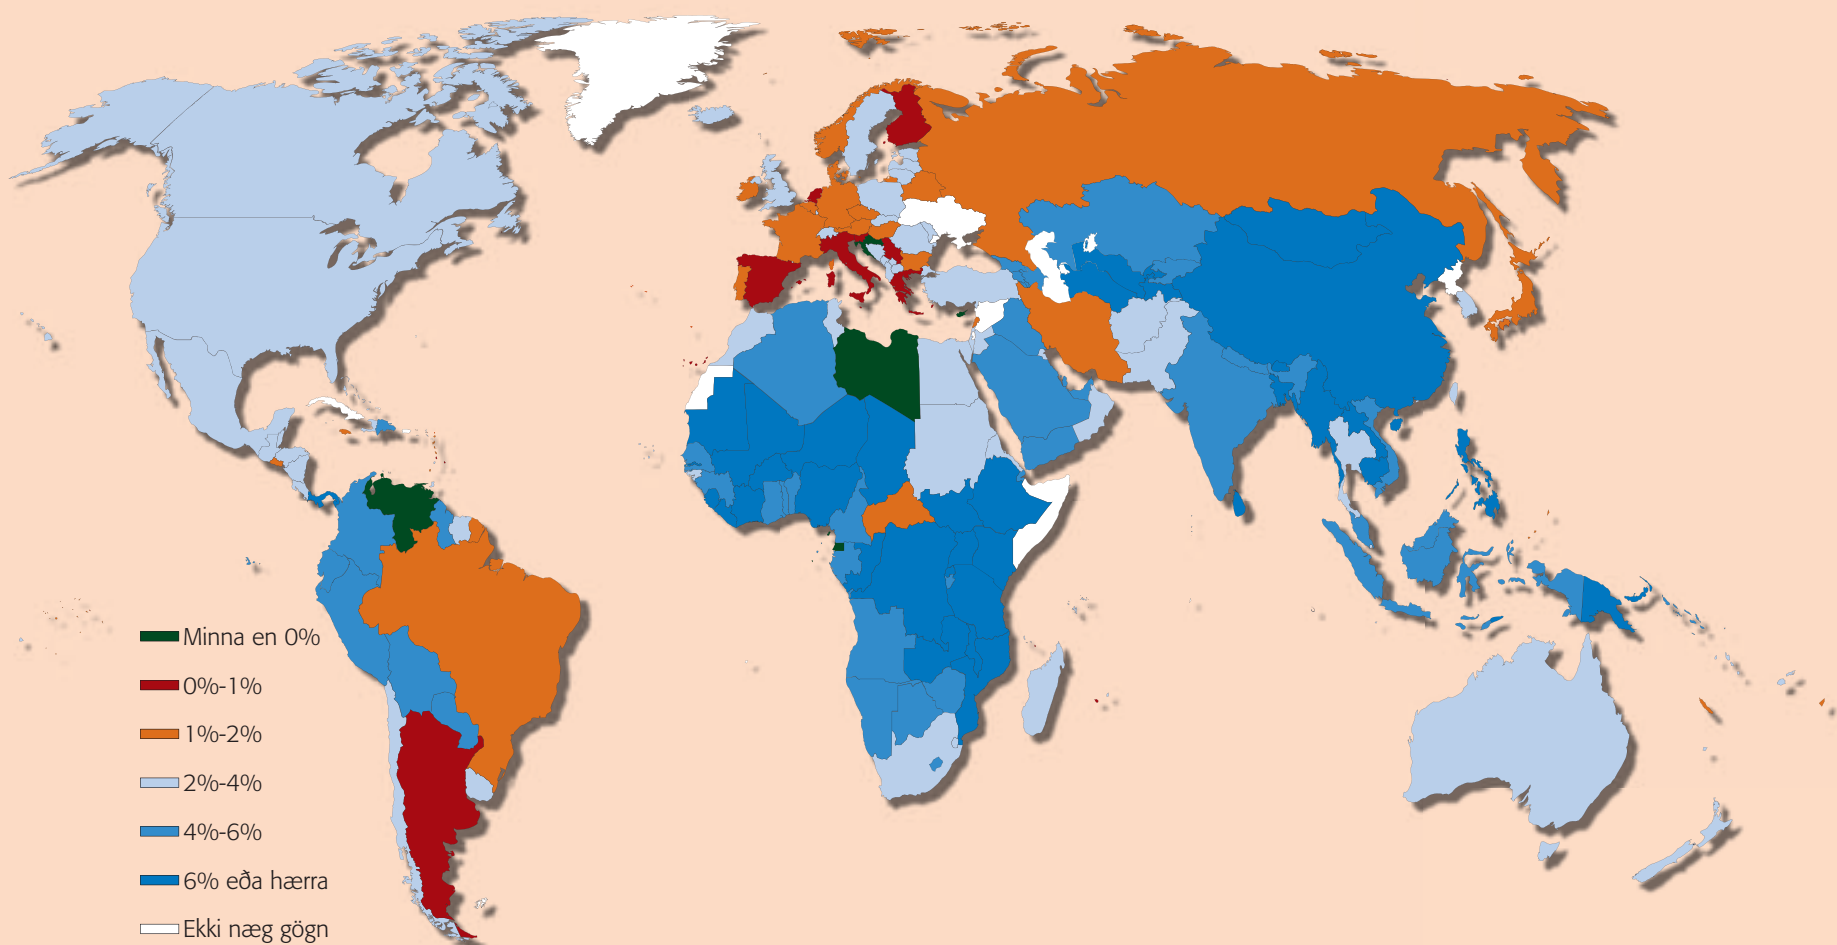 Minna en 0%
0%-1%
1%-2%
2%-4%
4%-6%
6% eða hærra
Ekki næg gögn